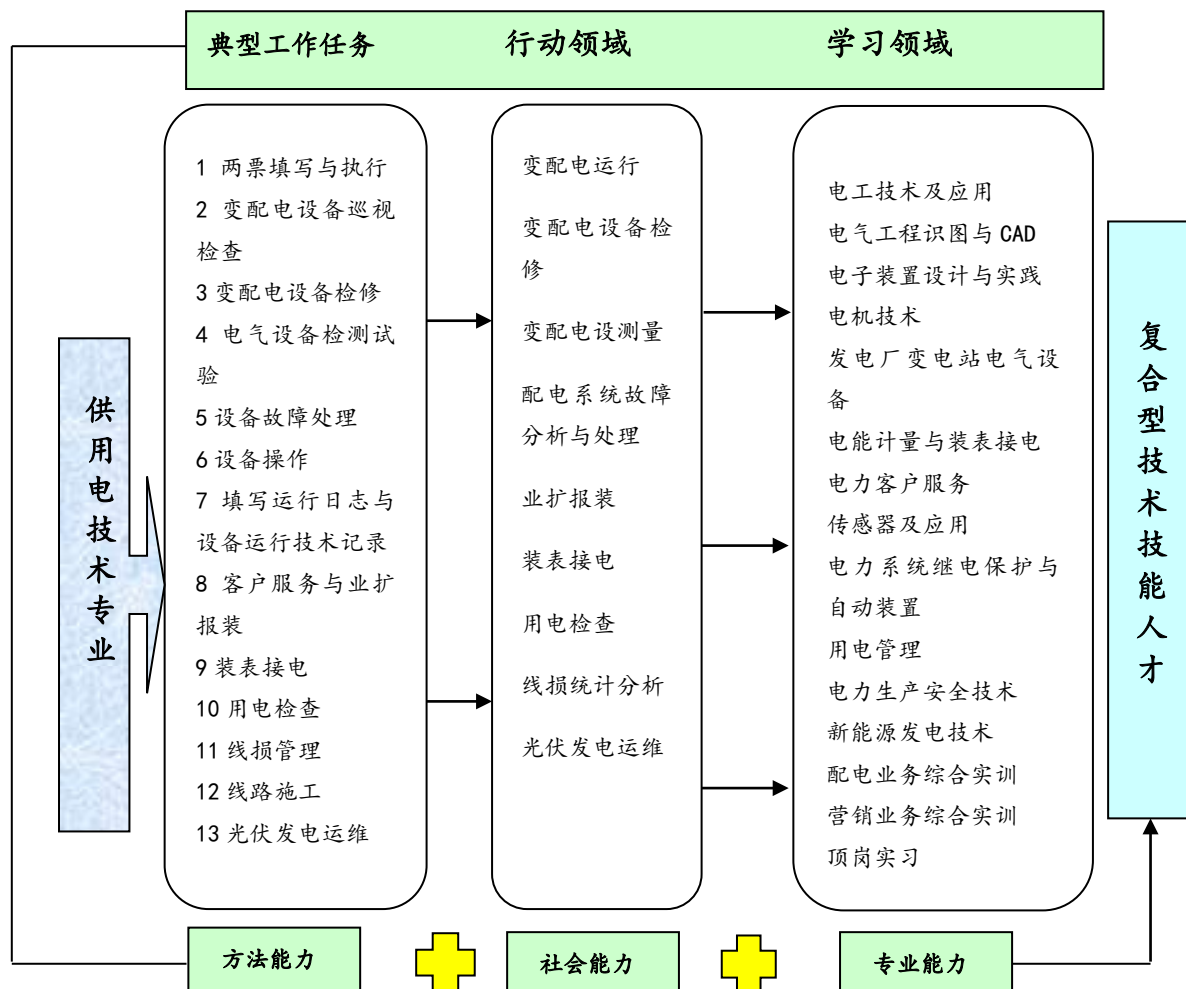 典型工作任务 行动领域 学习领域
供用电技术专业
1 两票填写与执行
2 变配电设备巡视
检查
3 变配电设备检修
4 电气设备检测试
验
5 设备故障处理
6 设备操作
7 填写运行日志与
设备运行技术记录
8 客户服务与业扩
报装
9 装表接电
10 用电检查
11 线损管理
12 线路施工
13 光伏发电运维
变配电运行
变配电设备检
修
变配电设测量
配电系统故障
分析与处理
业扩报装
装表接电
用电检查
线损统计分析
光伏发电运维
电工技术及应用
电气工程识图与 CAD
电子装置设计与实践
电机技术
发电厂变电站电气设
备
电能计量与装表接电
电力客户服务
传感器及应用
电力系统继电保护与
自动装置
用电管理
电力生产安全技术
新能源发电技术
配电业务综合实训
营销业务综合实训
顶岗实习
复合型技术技能人才
方法能力 社会能力 专业能力